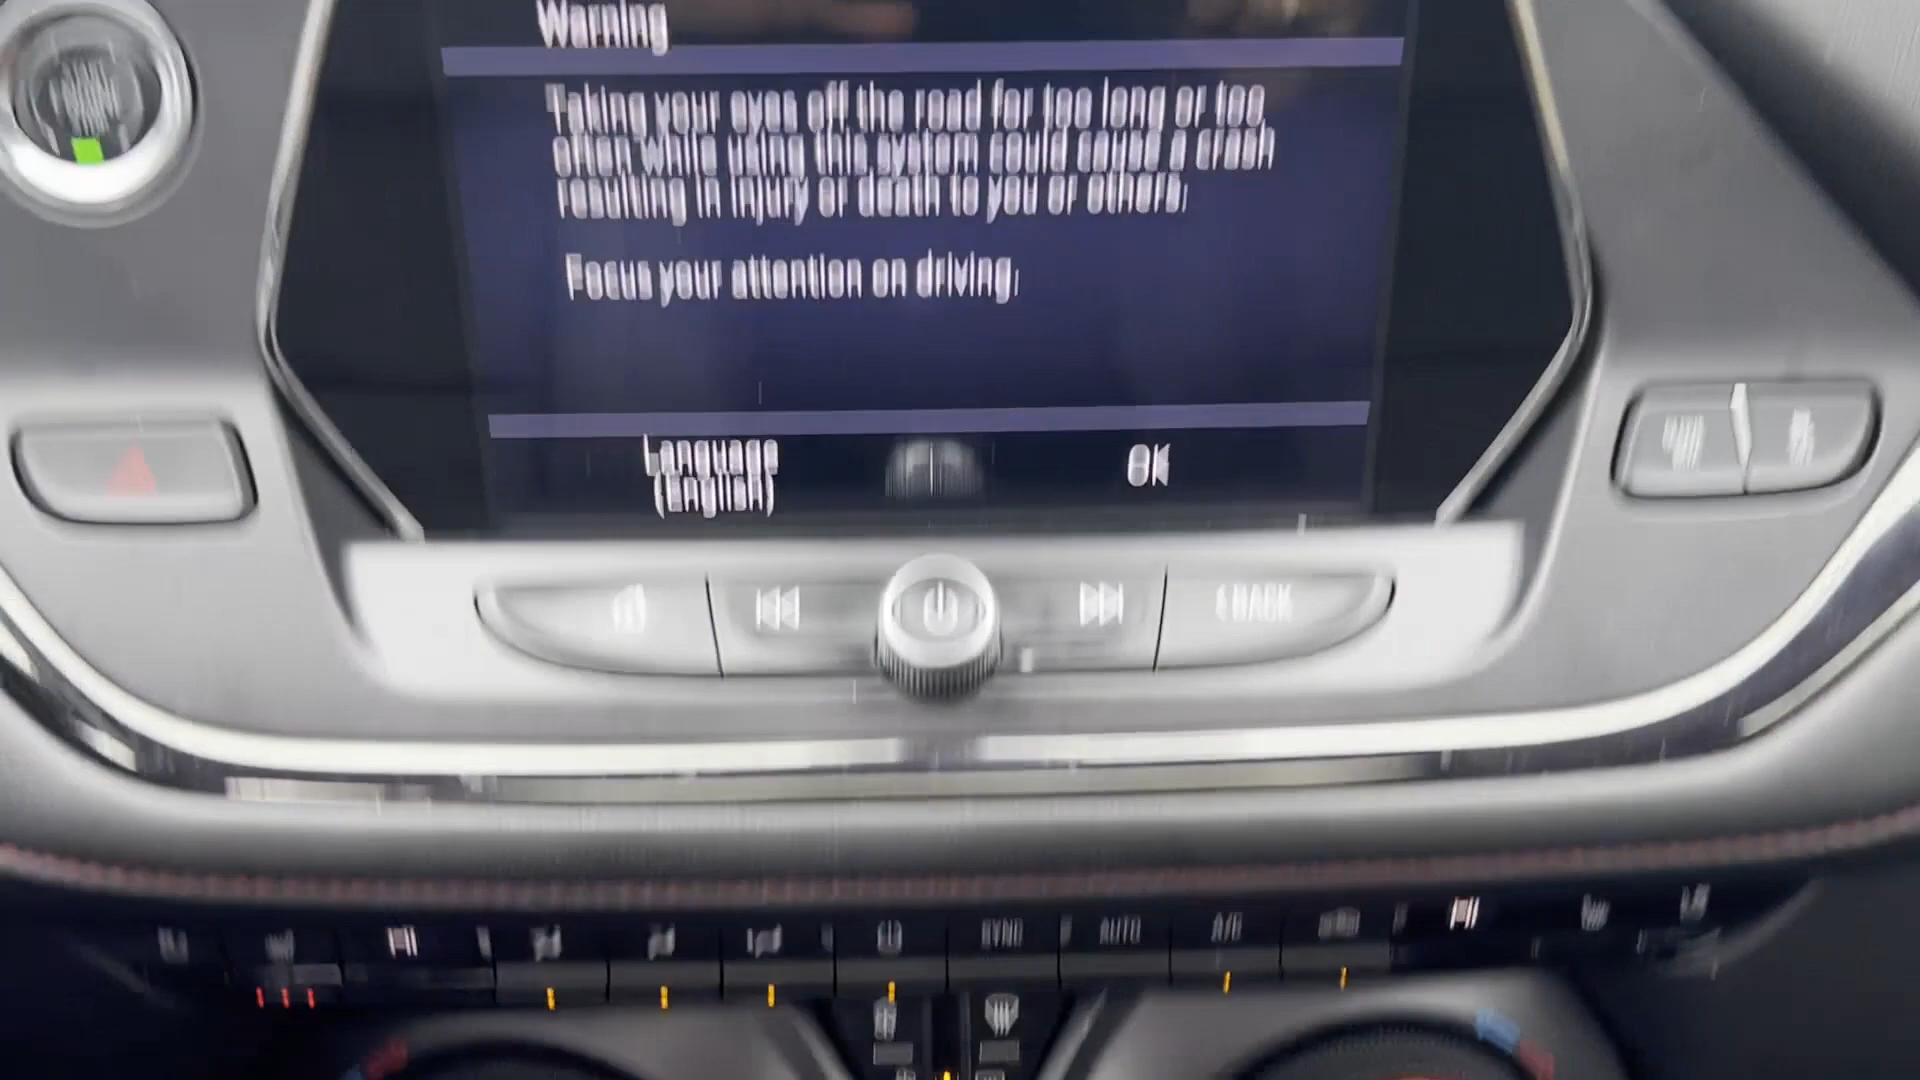 Warning
Taking your eyes off the road for too long or too
often while using this system could cause a crash
resulting in injury or death to you or others.
Focus your attention on driving.
Language
(English)
OK
BACK
SYNC
AUTO
A/C